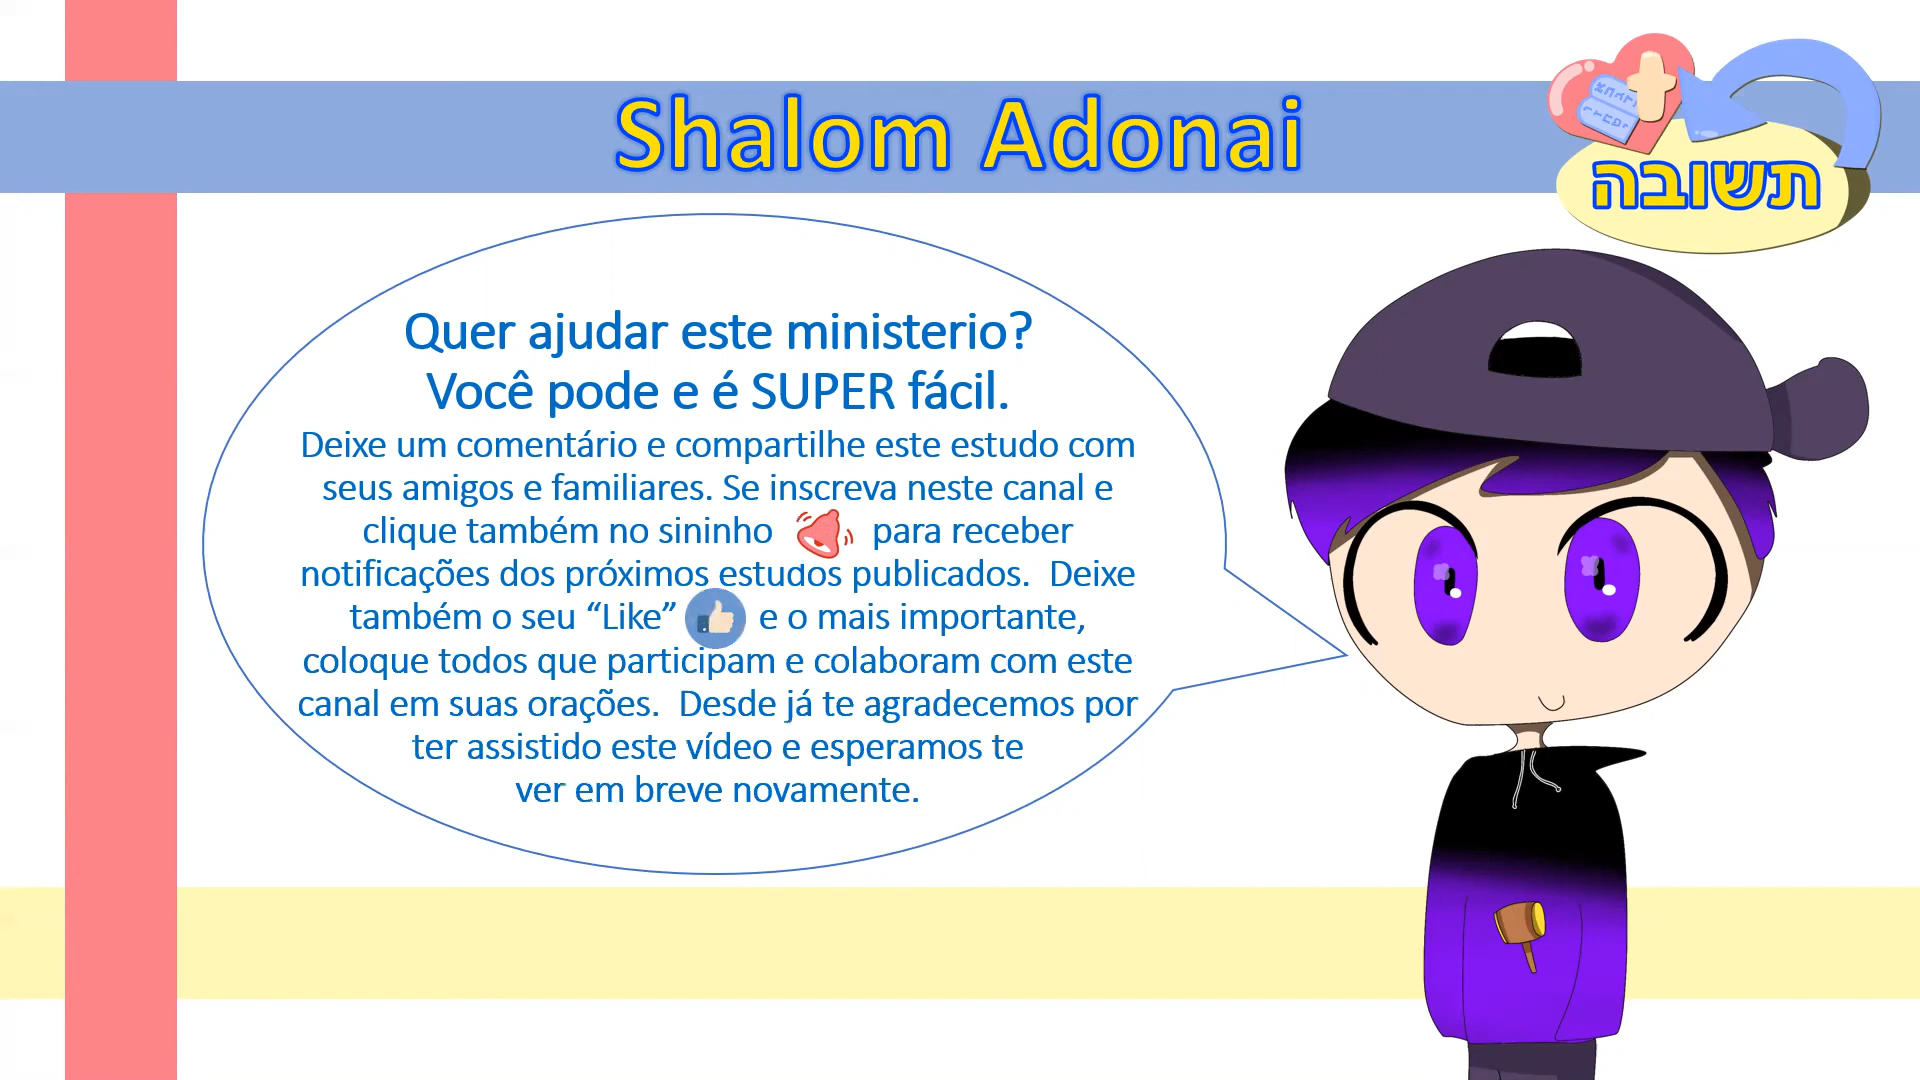 Shalom Adonai
תשובה
Quer ajudar este ministerio?
Você pode e é SUPER fácil.
Deixe um comentário e compartilhe este estudo com
seus amigos e familiares. Se inscreva neste canal e
clique também no sininho para receber
notificações dos próximos estudos publicados. Deixe
também o seu “Like” e o mais importante,
coloque todos que participam e colaboram com este
canal em suas orações. Desde já te agradecemos por
ter assistido este vídeo e esperamos te
ver em breve novamente.